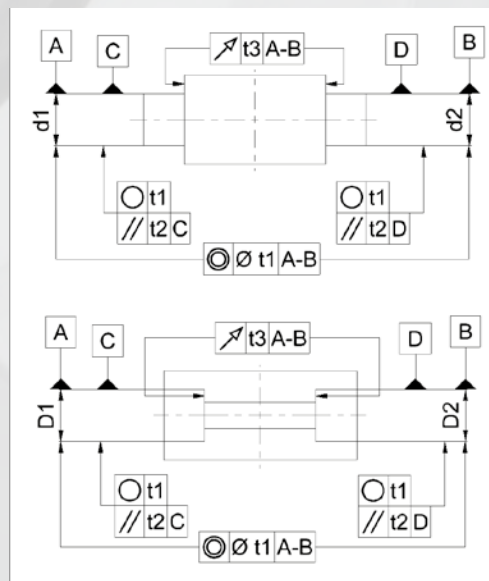 A C ↗ t3 A-B D B
d1 d2
○ t1 ○ t1
// t2 C // t2 D
◎ Ø t1 A-B
A C ↗ t3 A-B D B
D1 D2
○ t1 ○ t1
// t2 C // t2 D
◎ Ø t1 A-B